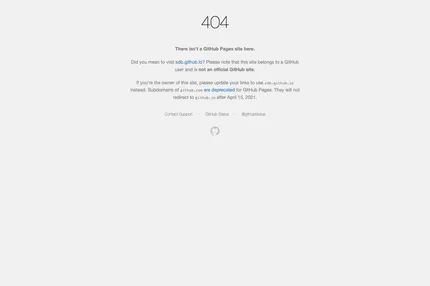 404
There isn't a GitHub Pages site here.
Did you mean to visit sdb.github.io? Please note that this site belongs to a GitHub
user and is not an official GitHub site.
If you're the owner of this site, please update your links to use sdb.github.io
instead. Subdomains of github.com are deprecated for GitHub Pages. They will not
redirect to github.io after April 15, 2021.
Contact Support — GitHub Status — @githubstatus